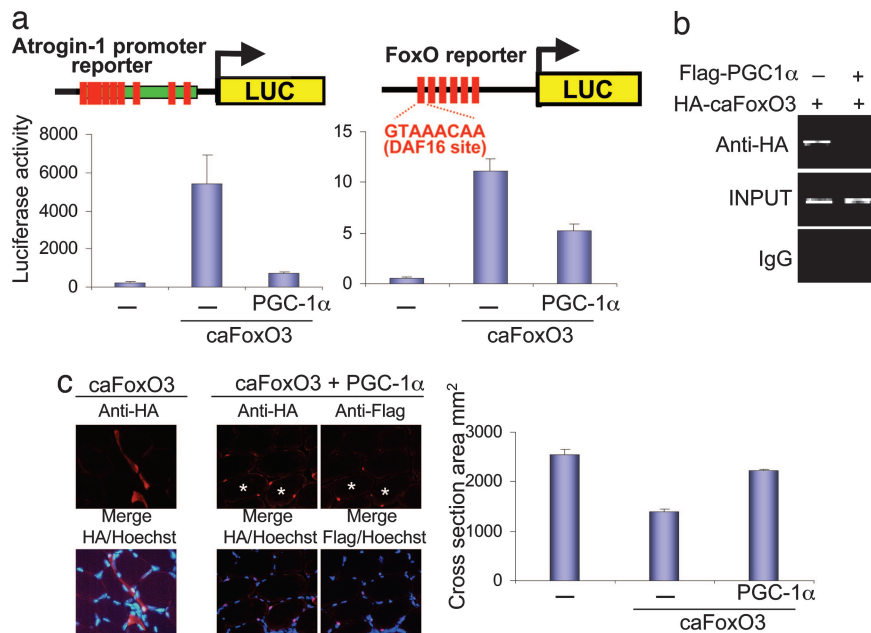 a
Atrogin-1 promoter
reporter
LUC
FoxO reporter
LUC
GTAAACAA
(DAF16 site)
Luciferase activity
8000
6000
4000
2000
0
– – PGC-1α
caFoxO3
15
10
5
0
– – PGC-1α
caFoxO3
b
Flag-PGC1α – +
HA-caFoxO3 + +
Anti-HA
INPUT
IgG
c
caFoxO3
Anti-HA
Merge
HA/Hoechst
caFoxO3 + PGC-1α
Anti-HA Anti-Flag
* * * *
Merge Merge
HA/Hoechst Flag/Hoechst
Cross section area mm²
3000
2000
1000
0
– – PGC-1α
caFoxO3